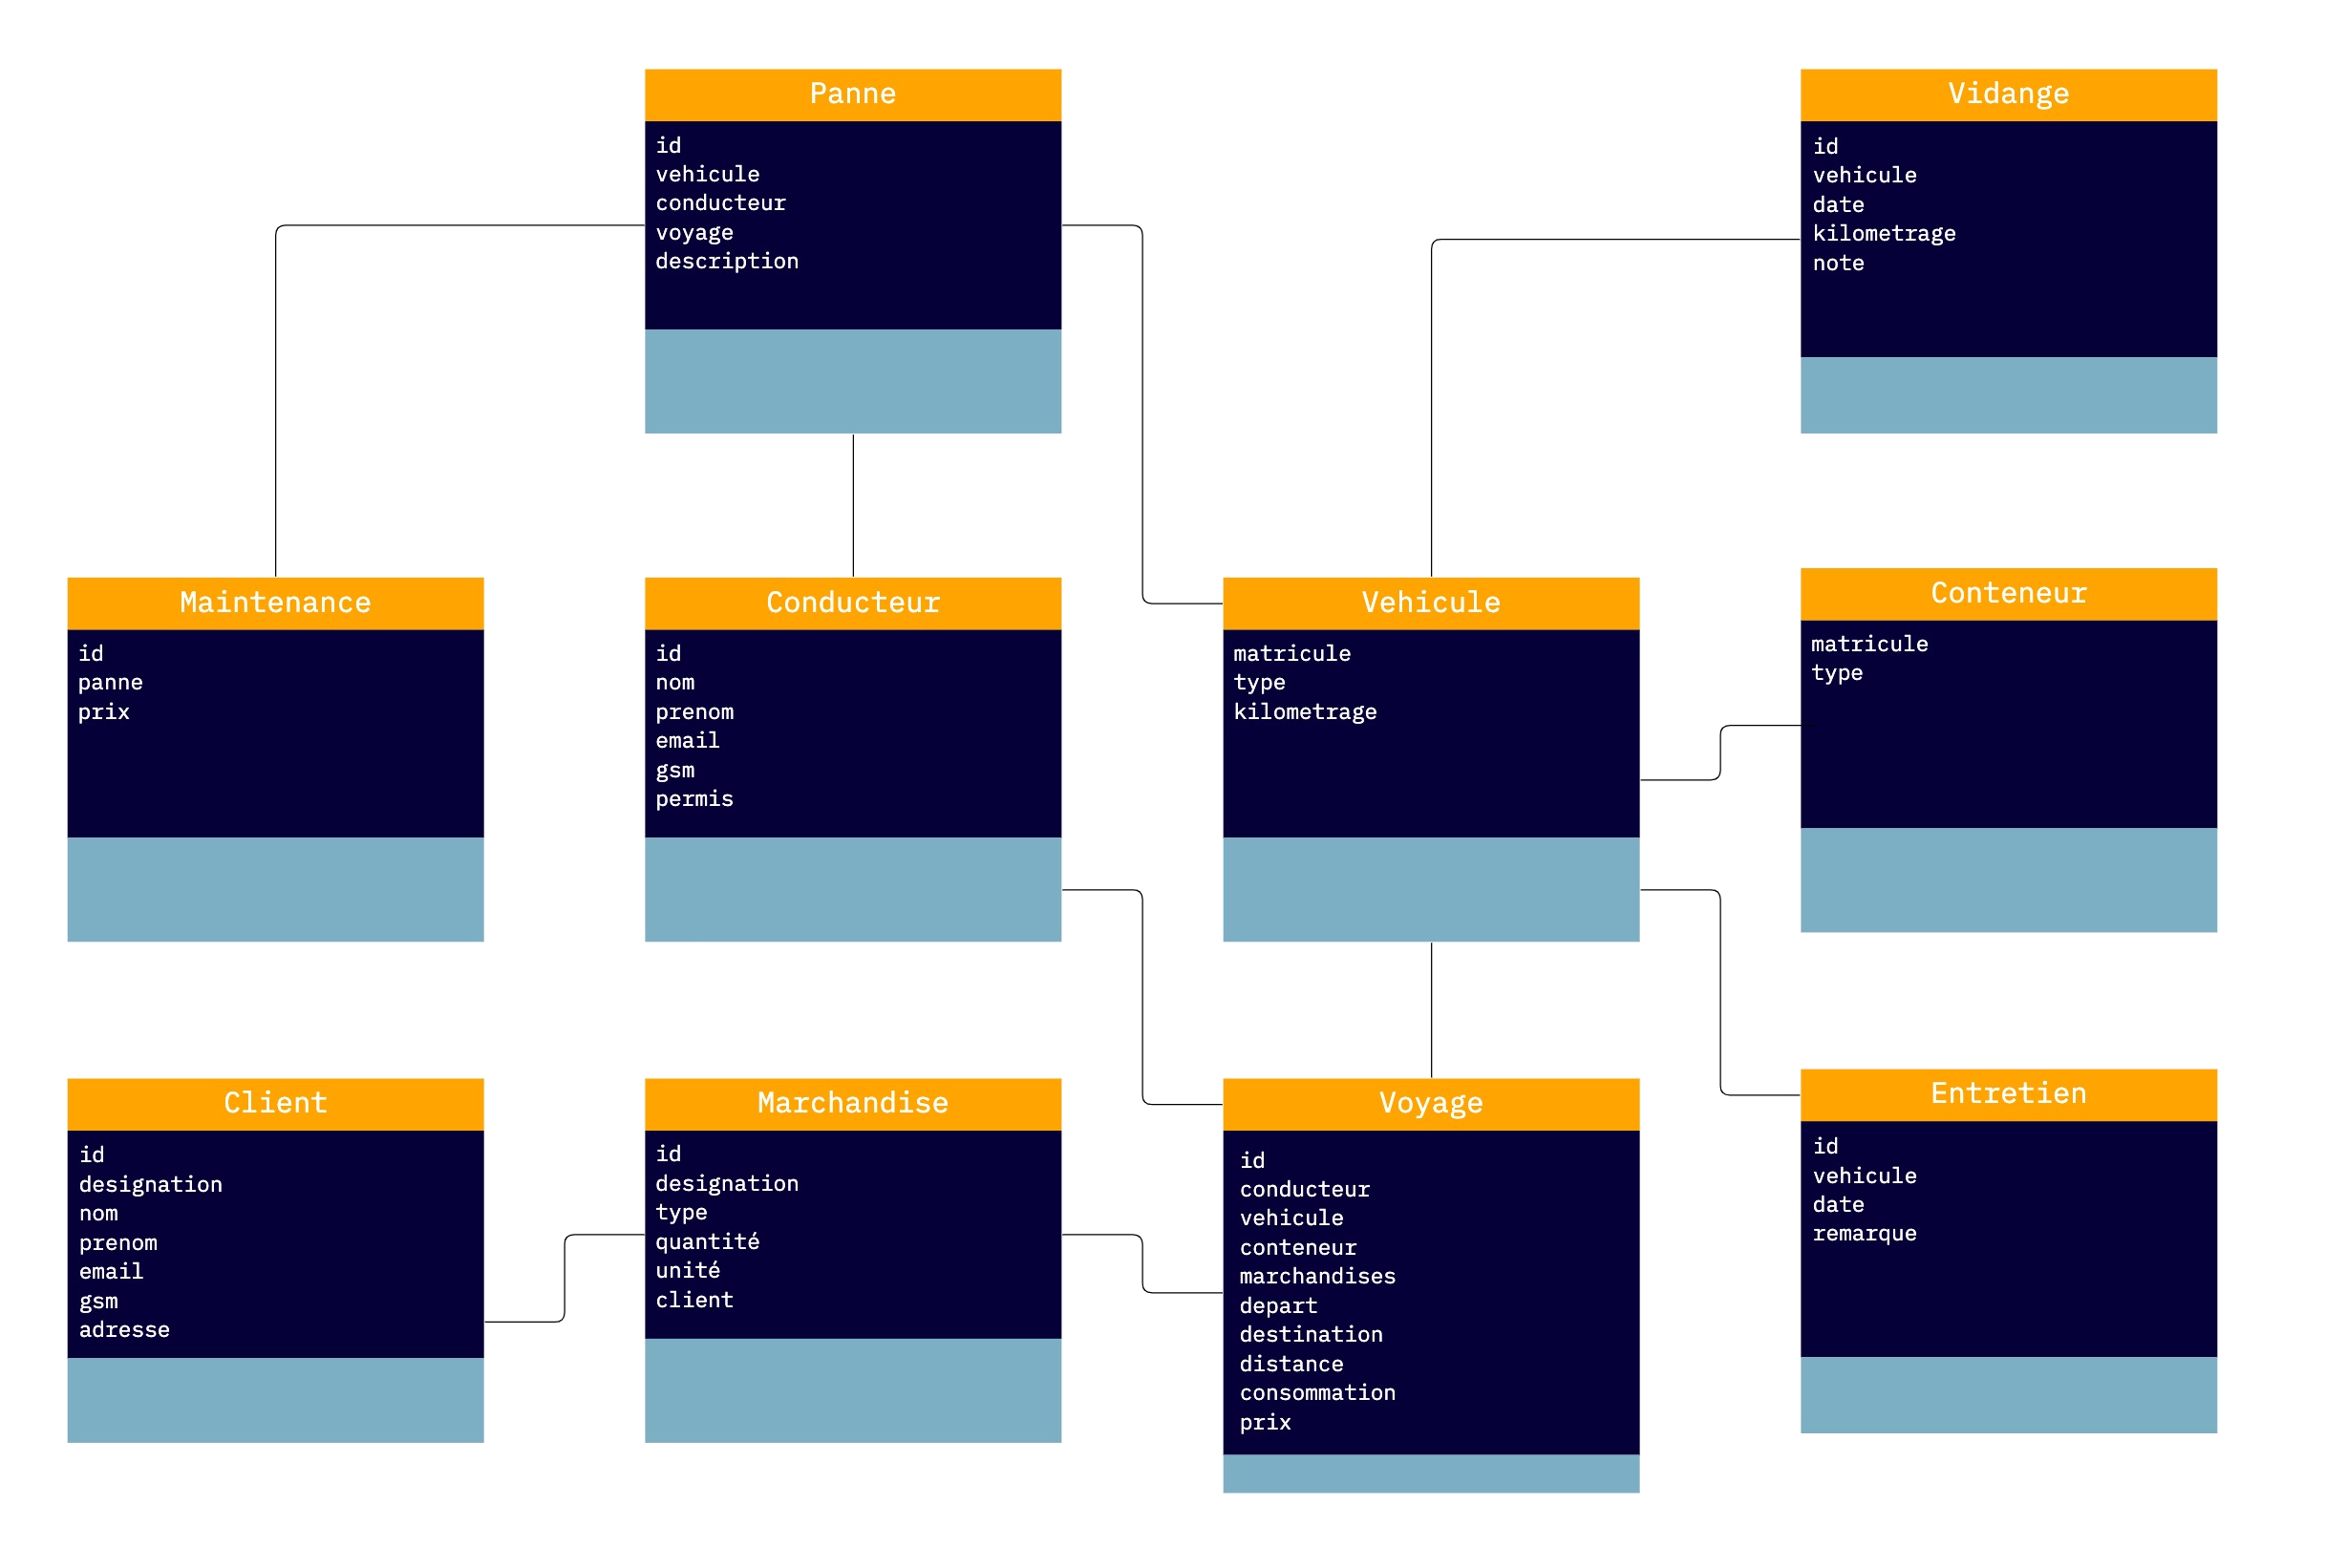 Panne
id
vehicule
conducteur
voyage
description
Vidange
id
vehicule
date
kilometrage
note
Maintenance
id
panne
prix
Conducteur
id
nom
prenom
email
gsm
permis
Vehicule
matricule
type
kilometrage
Conteneur
matricule
type
Client
id
designation
nom
prenom
email
gsm
adresse
Marchandise
id
designation
type
quantité
unité
client
Voyage
id
conducteur
vehicule
conteneur
marchandises
depart
destination
distance
consommation
prix
Entretien
id
vehicule
date
remarque